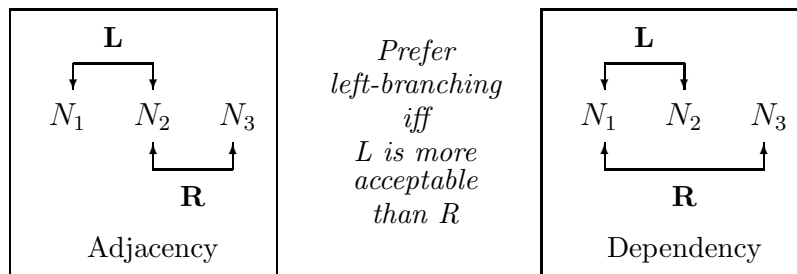 L
N1 N2 N3
R
Adjacency
Prefer
left-branching
iff
L is more
acceptable
than R
L
N1 N2 N3
R
Dependency